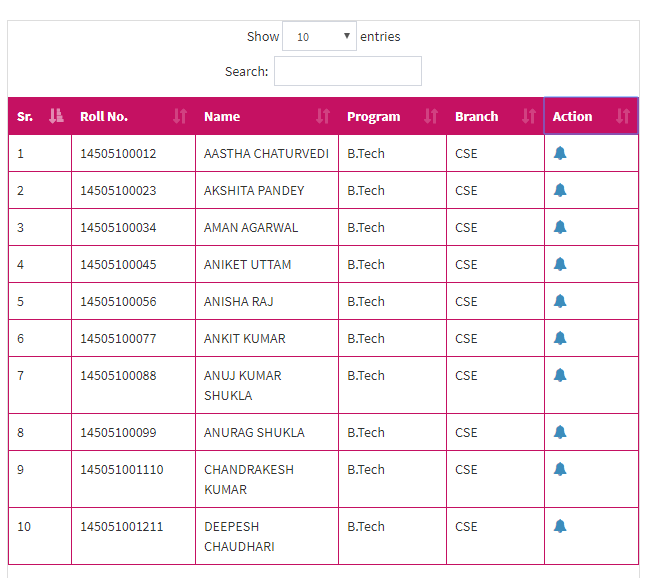 Show 10 entries
Search:
Sr. Roll No. Name Program Branch Action
1 14505100012 AASTHA CHATURVEDI B.Tech CSE
2 14505100023 AKSHITA PANDEY B.Tech CSE
3 14505100034 AMAN AGARWAL B.Tech CSE
4 14505100045 ANIKET UTTAM B.Tech CSE
5 14505100056 ANISHA RAJ B.Tech CSE
6 14505100077 ANKIT KUMAR B.Tech CSE
7 14505100088 ANUJ KUMAR B.Tech CSE
SHUKLA
8 14505100099 ANURAG SHUKLA B.Tech CSE
9 145051001110 CHANDRAKESH B.Tech CSE
KUMAR
10 145051001211 DEEPESH B.Tech CSE
CHAUDHARI